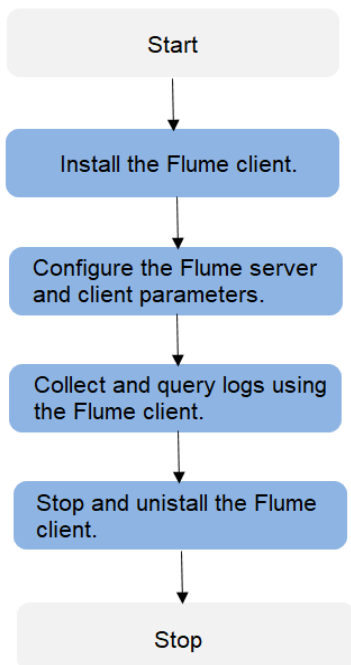 Start
Install the Flume client.
Configure the Flume server
and client parameters.
Collect and query logs using
the Flume client.
Stop and unistall the Flume
client.
Stop